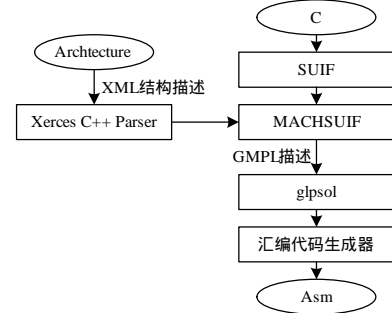 C
Archtecture
SUIF
XML结构描述
Xerces C++ Parser
MACHSUIF
GMPL描述
glpsol
汇编代码生成器
Asm